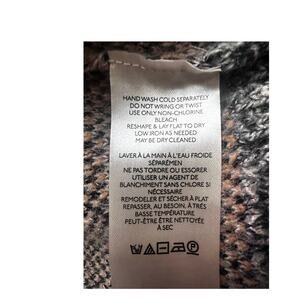 HAND WASH COLD SEPARATELY
DO NOT WRING OR TWIST
USE ONLY NON-CHLORINE
BLEACH
RESHAPE & LAY FLAT TO DRY
LOW IRON AS NEEDED
MAY BE DRY CLEANED
LAVER À LA MAIN À L'EAU FROIDE
SÉPARÉMEN
NE PAS TORDRE OU ESSORER
UTILISER UN AGENT DE
BLANCHIMENT SANS CHLORE SI
NÉCESSAIRE
REMODELER ET SÉCHER À PLAT
REPASSER, AU BESOIN, À TRÈS
BASSE TEMPÉRATURE
PEUT-ÊTRE ÊTRE NETTOYÉE
À SEC